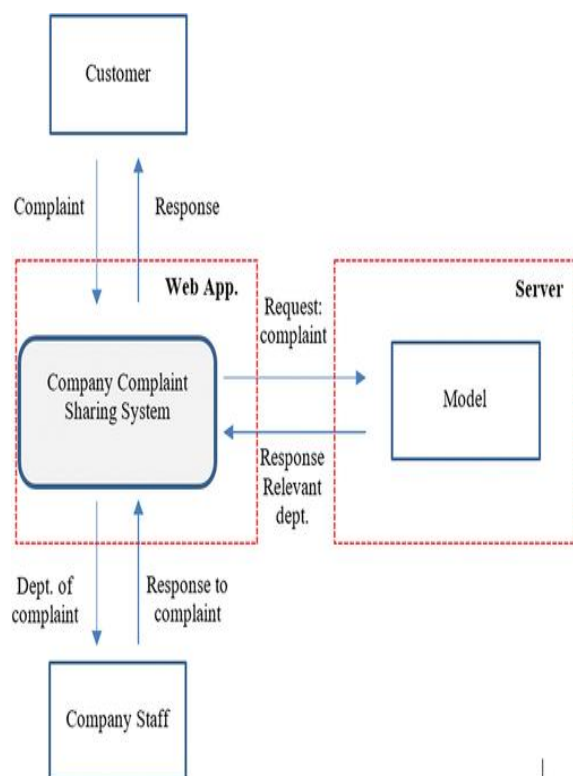 Customer
Complaint
Response
Web App.
Server
Request:
complaint
Company Complaint
Sharing System
Model
Response
Relevant
dept.
Dept. of
complaint
Response to
complaint
Company Staff